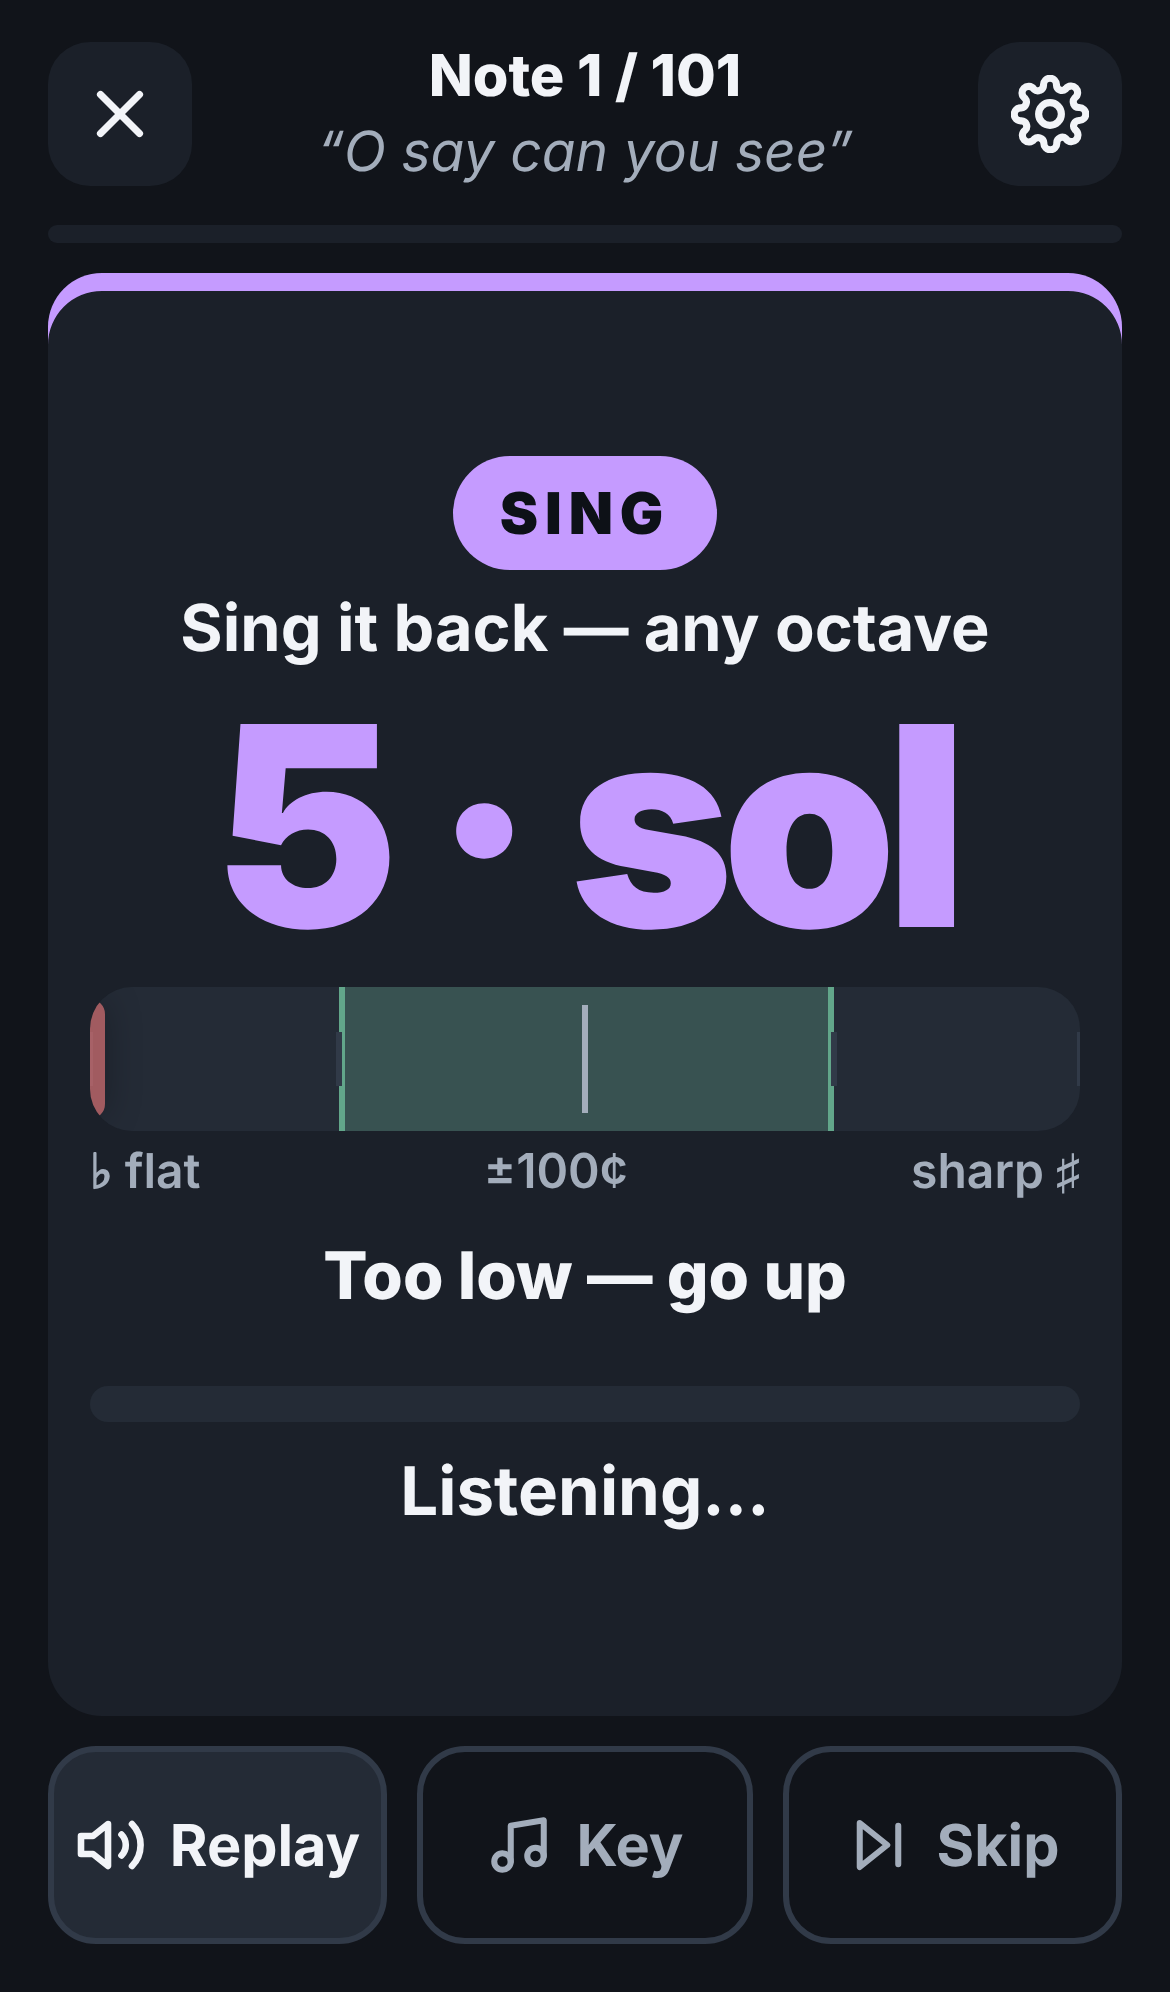 Note 1 / 101
“O say can you see”
SING
Sing it back — any octave
5 · sol
♭ flat ±100¢ sharp ♯
Too low — go up
Listening...
Replay Key Skip